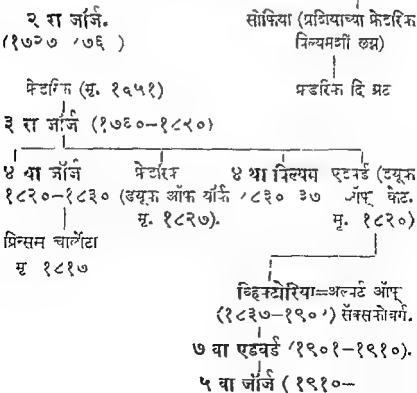 २ रा जॉर्ज. सोफिया (प्रशियाच्या फ्रेडरिक
(१७२७ '७६ ) विल्यमशी लग्न)
फ्रेडरिक (मृ. १७५१) फ्रडरिक दि ग्रेट
३ रा जॉर्ज (१७६०-१८२०)
४ था जॉर्ज फ्रेडरिक ४ था विल्यम एडवर्ड (ड्यूक
१८२०-१८३० (ड्यूक ऑफ यॉर्क १८३० ३७ ऑफ् केंट.
मृ. १८२७). मृ. १८२०)
प्रिन्सेस चार्लोटा
मृ १८१७
व्हिक्टोरिया=अल्बर्ट ऑफ्
(१८३७-१९०१) सॅक्सकोबर्ग.
७ वा एडवर्ड (१९०१-१९१०).
५ वा जॉर्ज (१९१०-